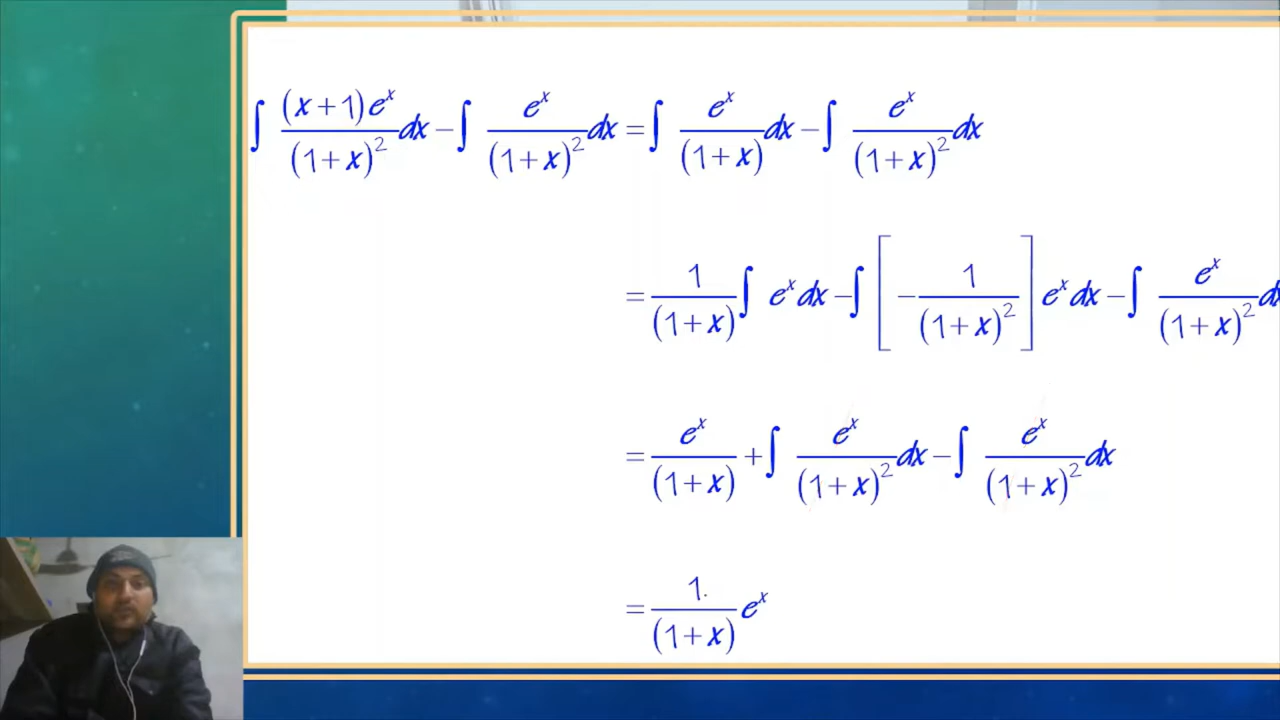 ∫ (x+1)eˣ/(1+x)² dx − ∫ eˣ/(1+x)² dx = ∫ eˣ/(1+x) dx − ∫ eˣ/(1+x)² dx
= 1/(1+x) ∫ eˣ dx − ∫ [ − 1/(1+x)² ] eˣ dx − ∫ eˣ/(1+x)² dx
= eˣ/(1+x) + ∫ eˣ/(1+x)² dx − ∫ eˣ/(1+x)² dx
= 1/(1+x) eˣ